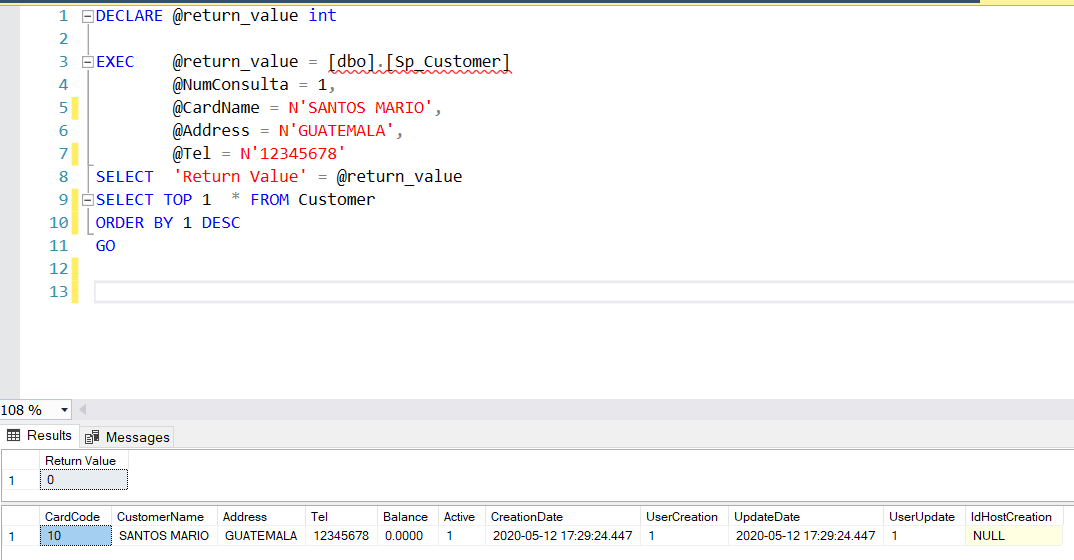 1 DECLARE @return_value int
2
3 EXEC @return_value = [dbo].[Sp_Customer]
4 @NumConsulta = 1,
5 @CardName = N'SANTOS MARIO',
6 @Address = N'GUATEMALA',
7 @Tel = N'12345678'
8 SELECT 'Return Value' = @return_value
9 SELECT TOP 1 * FROM Customer
10 ORDER BY 1 DESC
11 GO
12
13
108 %
Results Messages
Return Value
1 0
CardCode CustomerName Address Tel Balance Active CreationDate UserCreation UpdateDate UserUpdate IdHostCreation
1 10 SANTOS MARIO GUATEMALA 12345678 0.0000 1 2020-05-12 17:29:24.447 1 2020-05-12 17:29:24.447 1 NULL